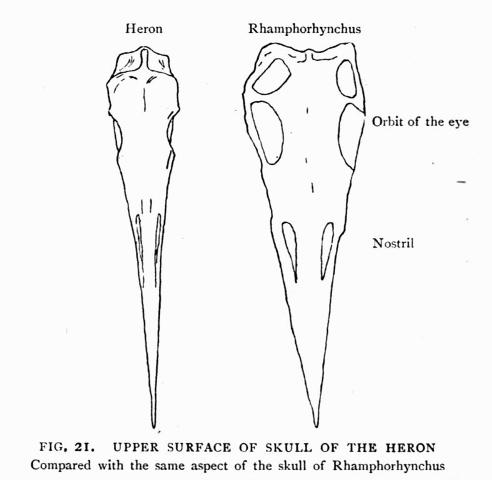 Heron
Rhamphorhynchus
Orbit of the eye
Nostril
FIG. 21. UPPER SURFACE OF SKULL OF THE HERON
Compared with the same aspect of the skull of Rhamphorhynchus